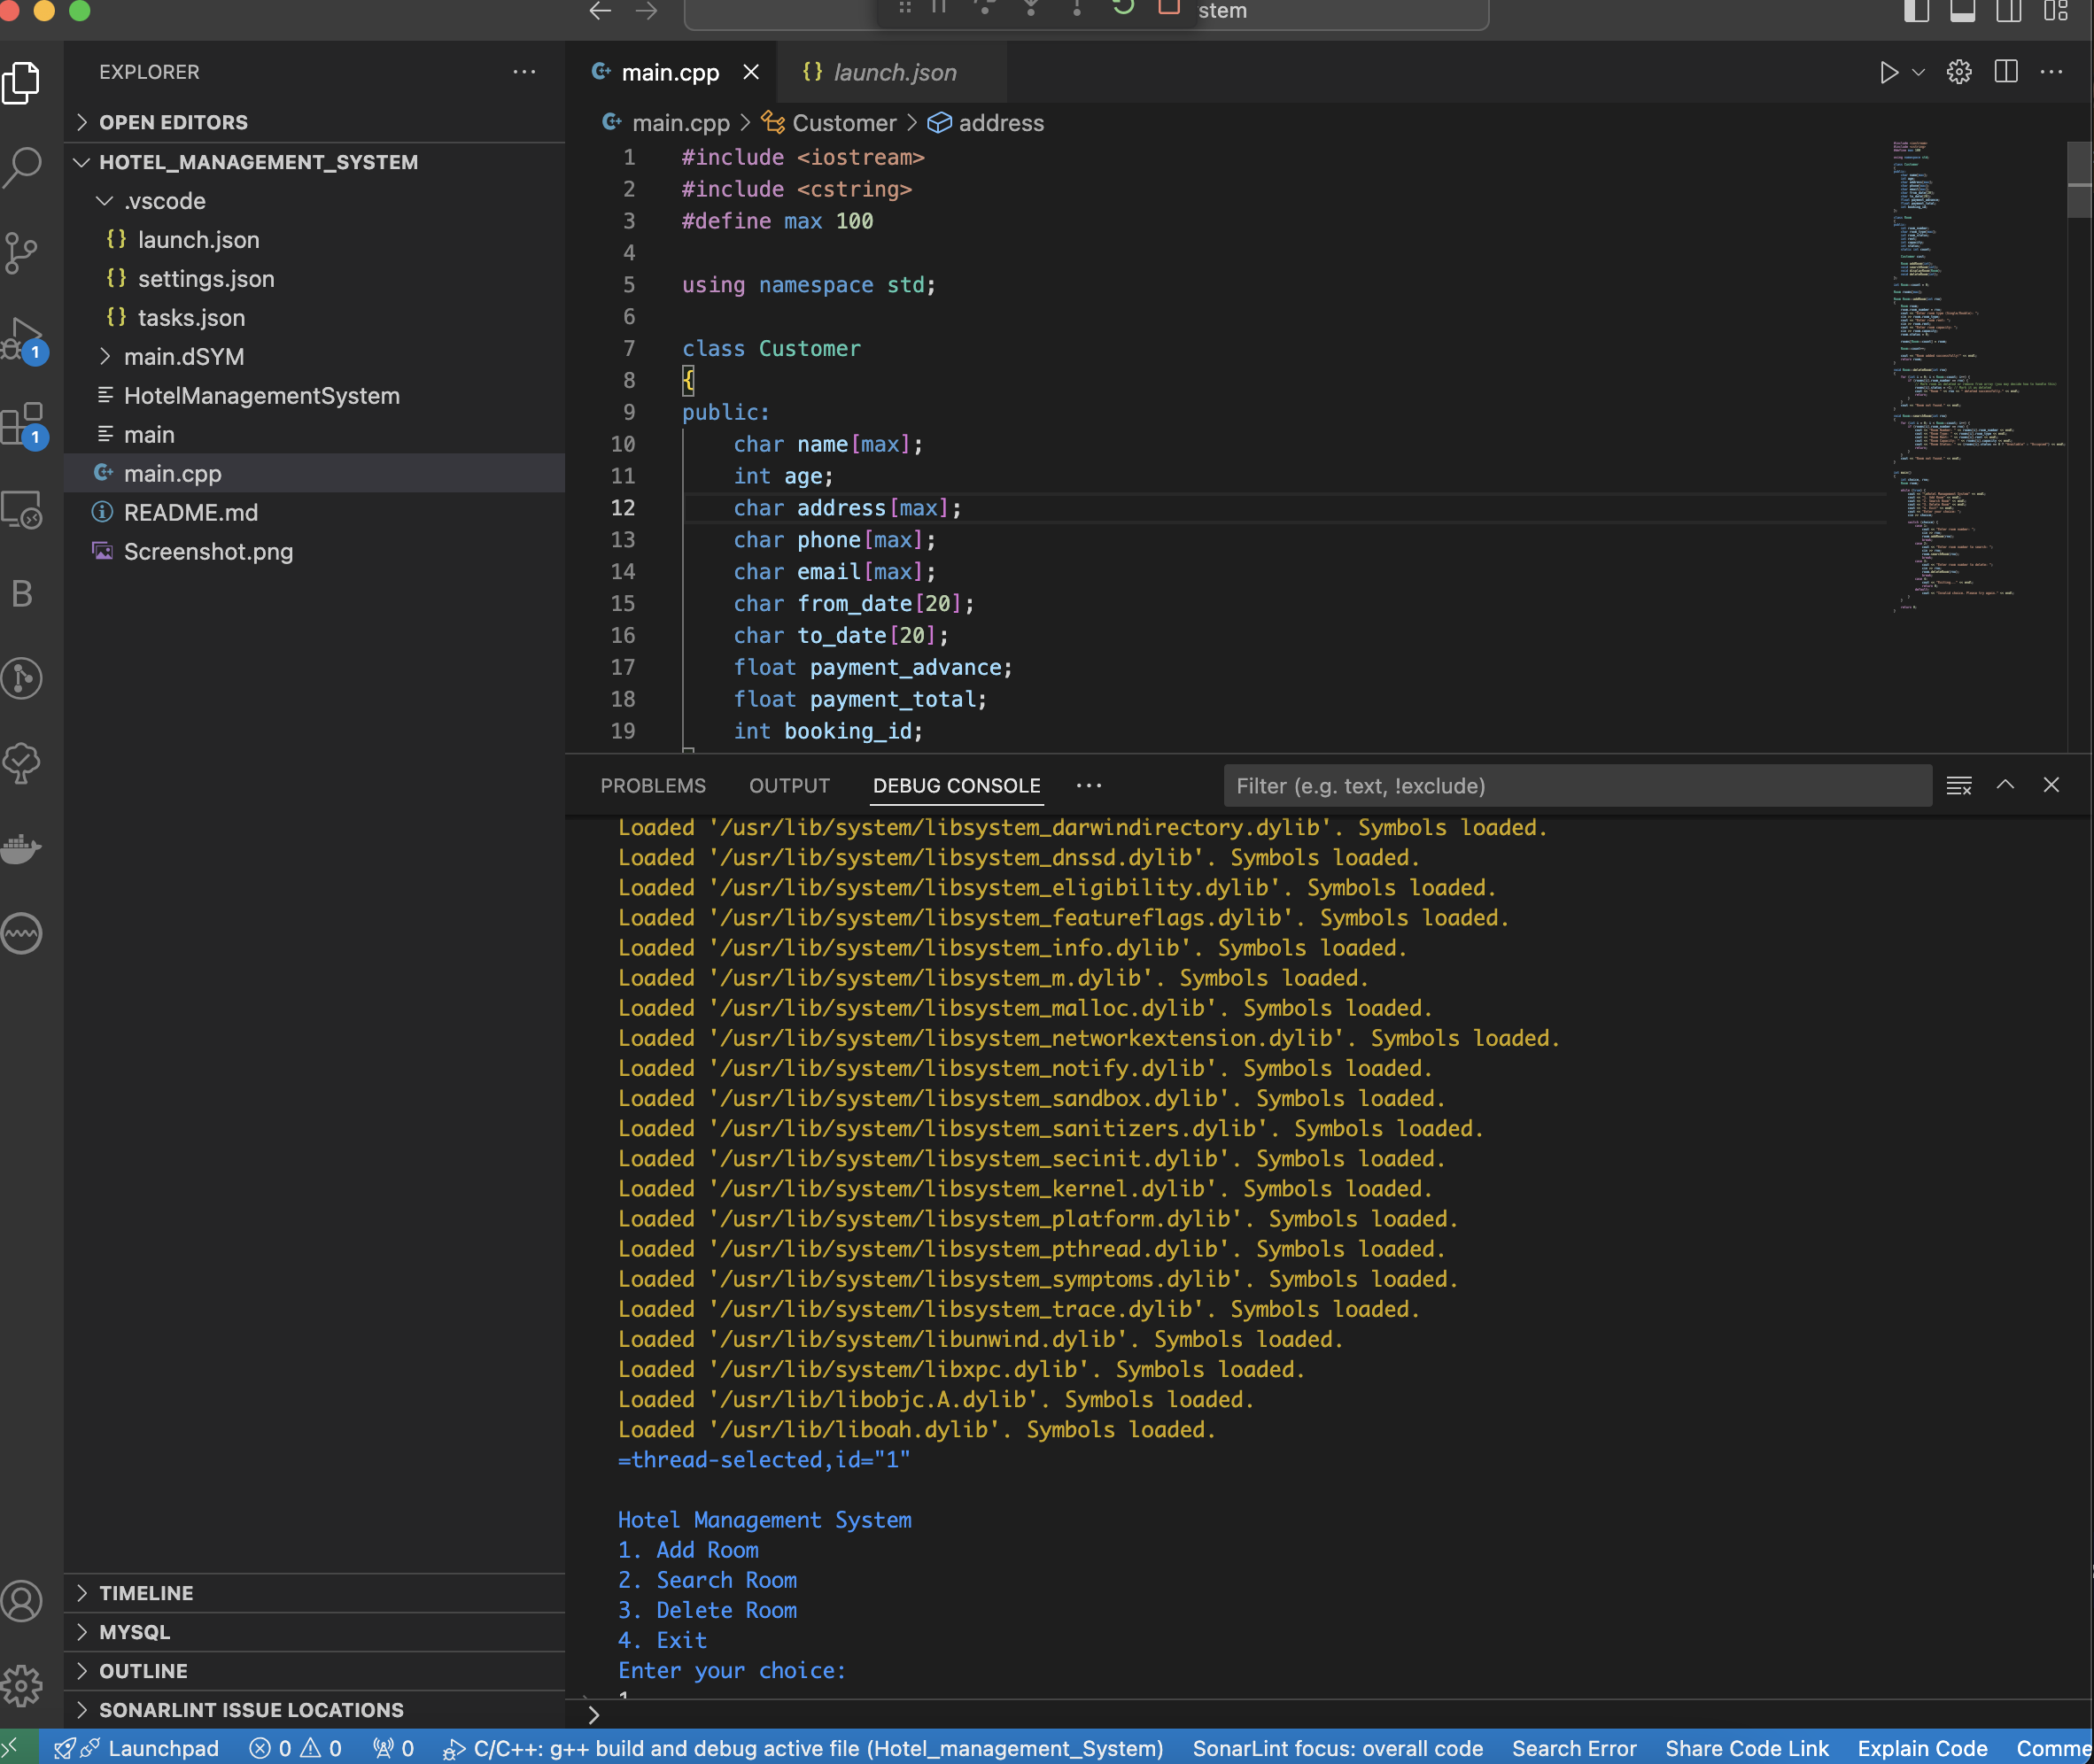 stem
EXPLORER
OPEN EDITORS
HOTEL_MANAGEMENT_SYSTEM
.vscode
{} launch.json
{} settings.json
{} tasks.json
main.dSYM
HotelManagementSystem
main
main.cpp
README.md
Screenshot.png
TIMELINE
MYSQL
OUTLINE
SONARLINT ISSUE LOCATIONS
1
1
B
main.cpp
{} launch.json
main.cpp > Customer > address
1 #include <iostream>
2 #include <cstring>
3 #define max 100
4
5 using namespace std;
6
7 class Customer
8 {
9 public:
10 char name[max];
11 int age;
12 char address[max];
13 char phone[max];
14 char email[max];
15 char from_date[20];
16 char to_date[20];
17 float payment_advance;
18 float payment_total;
19 int booking_id;
PROBLEMS OUTPUT DEBUG CONSOLE ··· Filter (e.g. text, !exclude)
Loaded '/usr/lib/system/libsystem_darwindirectory.dylib'. Symbols loaded.
Loaded '/usr/lib/system/libsystem_dnssd.dylib'. Symbols loaded.
Loaded '/usr/lib/system/libsystem_eligibility.dylib'. Symbols loaded.
Loaded '/usr/lib/system/libsystem_featureflags.dylib'. Symbols loaded.
Loaded '/usr/lib/system/libsystem_info.dylib'. Symbols loaded.
Loaded '/usr/lib/system/libsystem_m.dylib'. Symbols loaded.
Loaded '/usr/lib/system/libsystem_malloc.dylib'. Symbols loaded.
Loaded '/usr/lib/system/libsystem_networkextension.dylib'. Symbols loaded.
Loaded '/usr/lib/system/libsystem_notify.dylib'. Symbols loaded.
Loaded '/usr/lib/system/libsystem_sandbox.dylib'. Symbols loaded.
Loaded '/usr/lib/system/libsystem_sanitizers.dylib'. Symbols loaded.
Loaded '/usr/lib/system/libsystem_secinit.dylib'. Symbols loaded.
Loaded '/usr/lib/system/libsystem_kernel.dylib'. Symbols loaded.
Loaded '/usr/lib/system/libsystem_platform.dylib'. Symbols loaded.
Loaded '/usr/lib/system/libsystem_pthread.dylib'. Symbols loaded.
Loaded '/usr/lib/system/libsystem_symptoms.dylib'. Symbols loaded.
Loaded '/usr/lib/system/libsystem_trace.dylib'. Symbols loaded.
Loaded '/usr/lib/system/libunwind.dylib'. Symbols loaded.
Loaded '/usr/lib/system/libxpc.dylib'. Symbols loaded.
Loaded '/usr/lib/libobjc.A.dylib'. Symbols loaded.
Loaded '/usr/lib/liboah.dylib'. Symbols loaded.
=thread-selected,id="1"
Hotel Management System
1. Add Room
2. Search Room
3. Delete Room
4. Exit
Enter your choice:
Launchpad 0 0 0 C/C++: g++ build and debug active file (Hotel_management_System) SonarLint focus: overall code Search Error Share Code Link Explain Code Comme